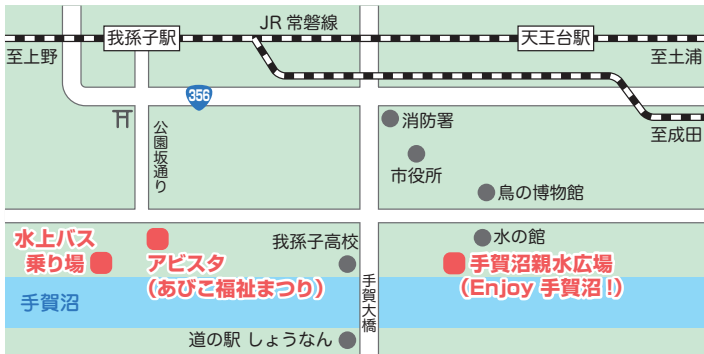 JR 常磐線
我孫子駅
天王台駅
至上野
至土浦
356
消防署
至成田
公園坂通り
市役所
鳥の博物館
水上バス
乗り場
アビスタ
(あびこ福祉まつり)
我孫子高校
水の館
手賀沼親水広場
(Enjoy 手賀沼!)
手賀沼
手賀大橋
道の駅 しょうなん